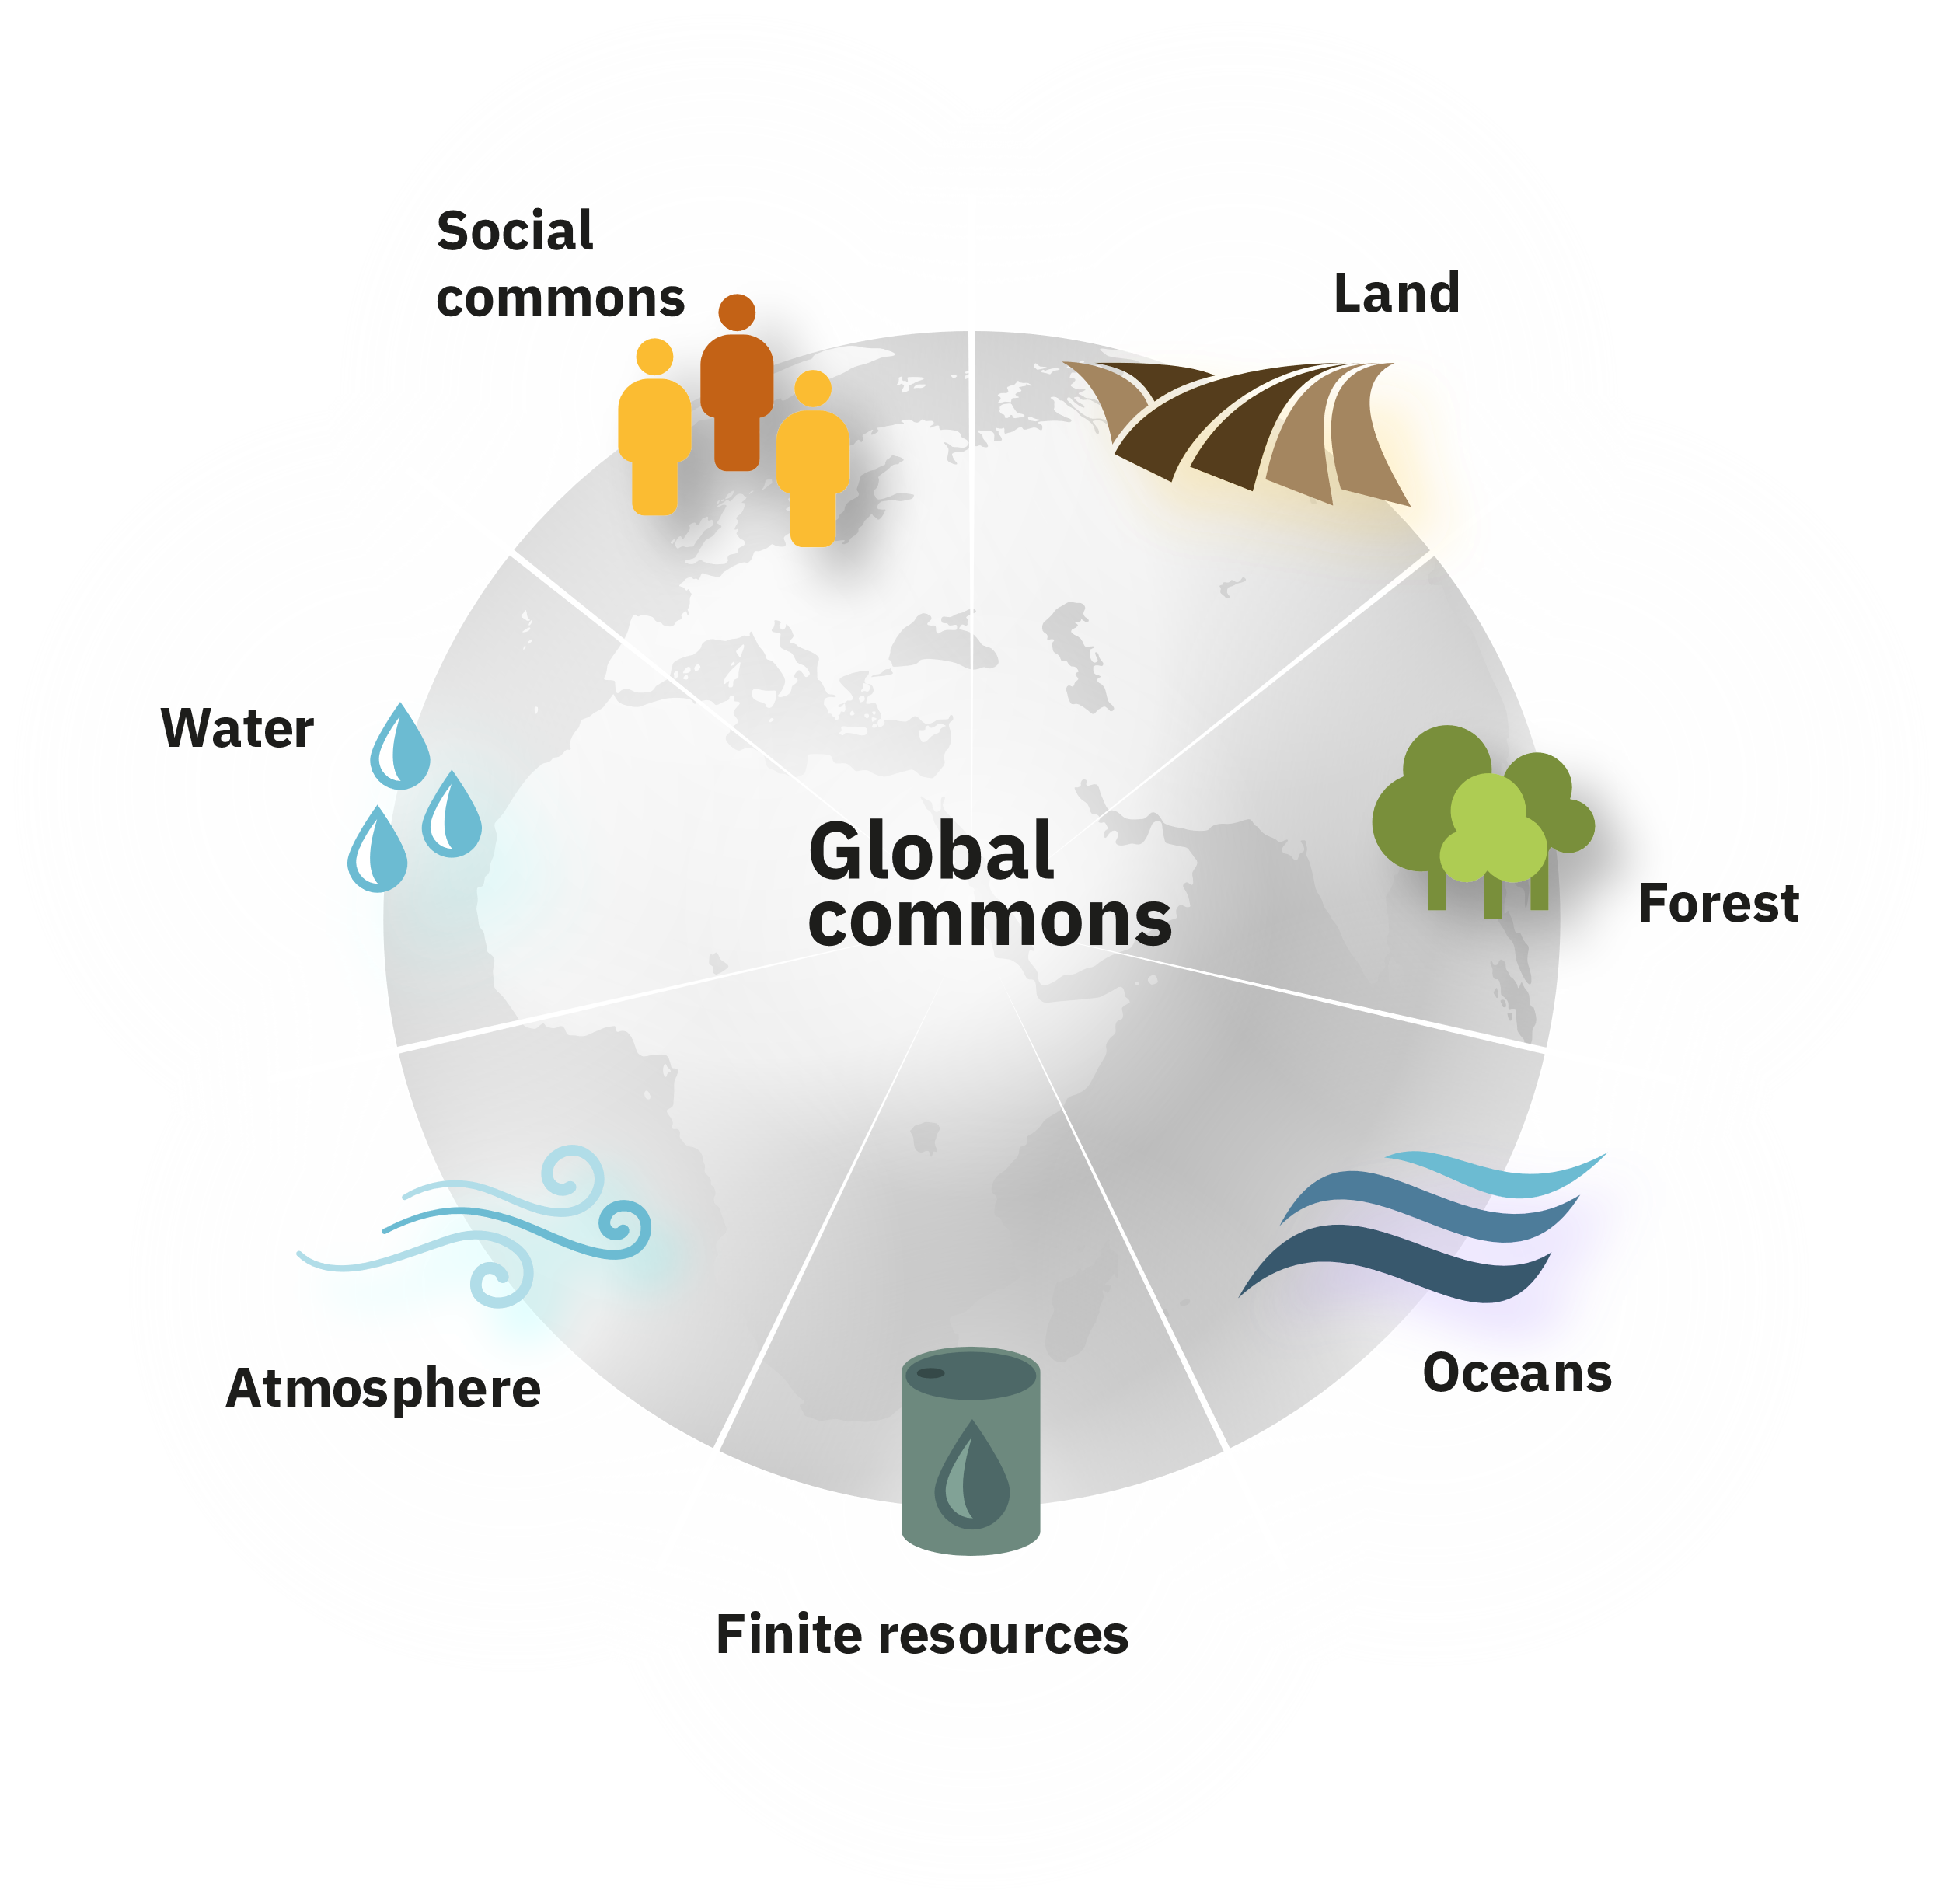 Social
commons
Land
Water
Global
commons
Forest
Atmosphere
Oceans
Finite resources